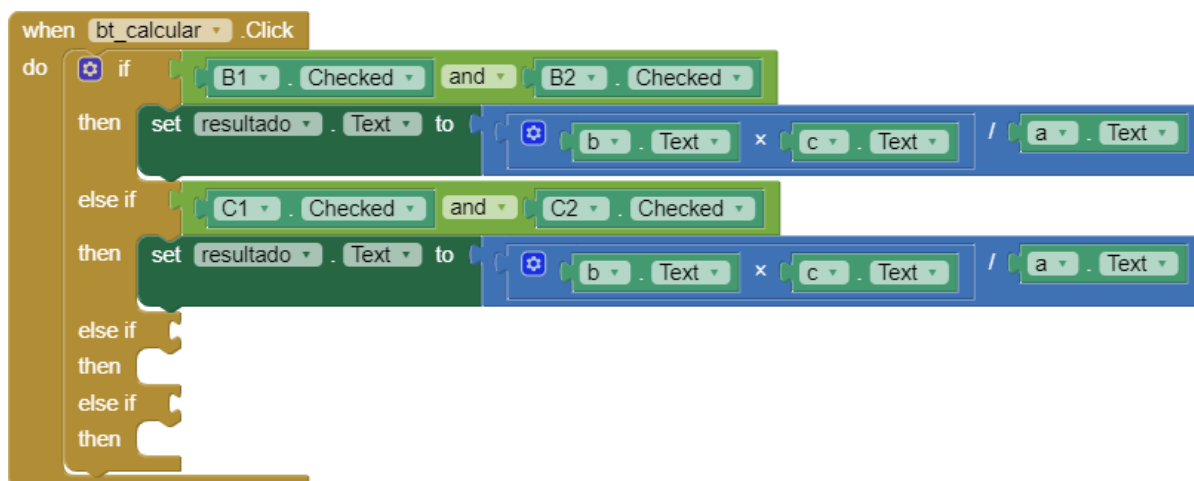 when bt_calcular .Click
do if B1 . Checked and B2 . Checked
then set resultado . Text to b . Text × c . Text / a . Text
else if C1 . Checked and C2 . Checked
then set resultado . Text to b . Text × c . Text / a . Text
else if
then
else if
then